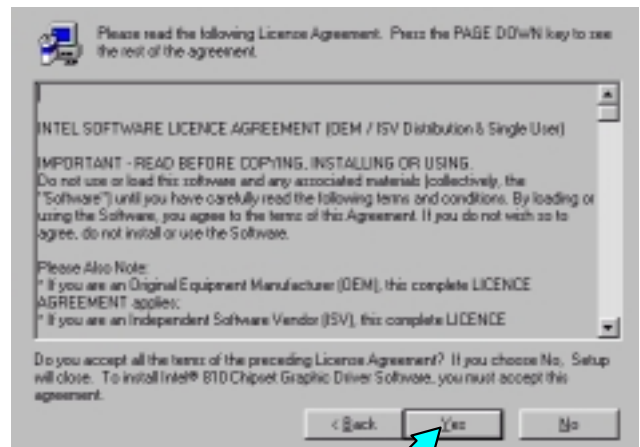 Please read the following License Agreement. Press the PAGE DOWN key to see
the rest of the agreement.
INTEL SOFTWARE LICENCE AGREEMENT (OEM / ISV Distribution & Single User)
IMPORTANT - READ BEFORE COPYING, INSTALLING OR USING.
Do not use or load this software and any associated materials (collectively, the
"Software") until you have carefully read the following terms and conditions. By loading or
using the Software, you agree to the terms of this Agreement. If you do not wish to so
agree, do not install or use the Software.
Please Also Note:
* If you are an Original Equipment Manufacturer (OEM), this complete LICENCE
AGREEMENT applies;
* If you are an Independent Software Vendor (ISV), this complete LICENCE
Do you accept all the terms of the preceding License Agreement? If you choose No, Setup
will close. To install Intel® 810 Chipset Graphic Driver Software, you must accept this
agreement.
< Back Yes No